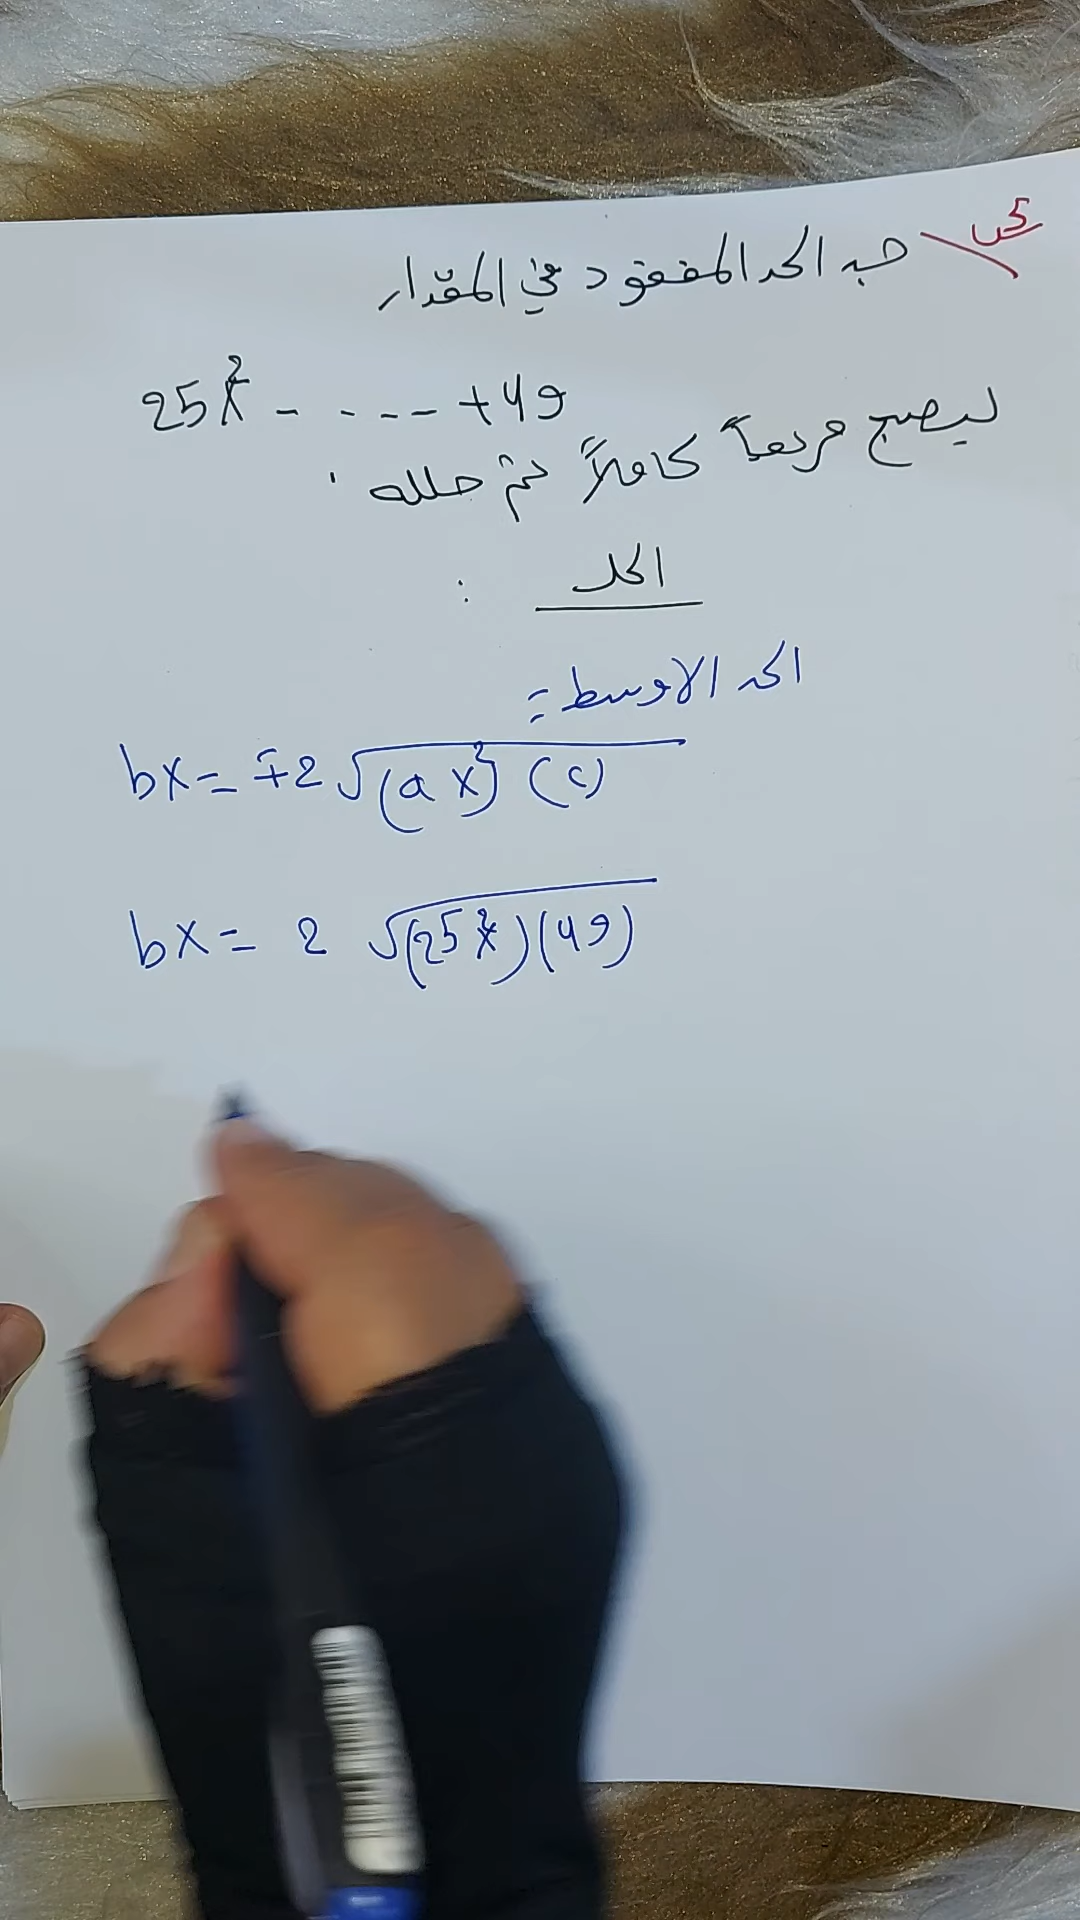 س5 جد الحد المفقود في المقدار
25x² - ---- +49
ليصبح مربعاً كاملاً ثم حلله .
الحل :
الحد الاوسط =
bx = ∓2 √(ax²) (c)
bx = 2 √(25x²)(49)